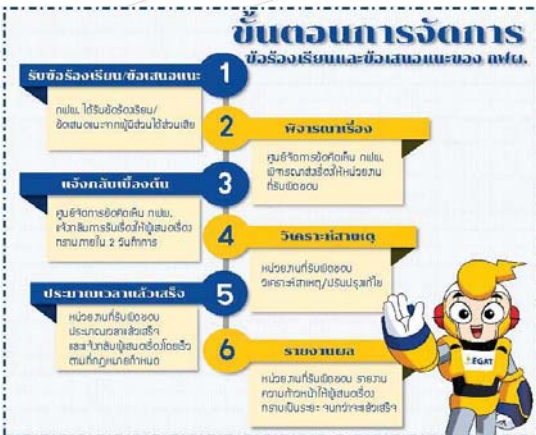 ขั้นตอนการจัดการ
ข้อร้องเรียนและข้อเสนอแนะของ กฟผ.
รับข้อร้องเรียน/ข้อเสนอแนะ
1
กฟผ. ได้รับข้อร้องเรียน/
ข้อเสนอแนะจากผู้มีส่วนได้ส่วนเสีย
2
พิจารณาเรื่อง
ศูนย์จัดการข้อคิดเห็น กฟผ.
พิจารณาส่งเรื่องให้หน่วยงาน
ที่รับผิดชอบ
แจ้งกลับเบื้องต้น
3
ศูนย์จัดการข้อคิดเห็น กฟผ.
แจ้งกลับการรับเรื่องให้ผู้เสนอเรื่อง
ทราบภายใน 2 วันทำการ
4
วิเคราะห์สาเหตุ
หน่วยงานที่รับผิดชอบ
วิเคราะห์สาเหตุ/ปรับปรุงแก้ไข
ประมาณเวลาแล้วเสร็จ
5
หน่วยงานที่รับผิดชอบ
ประมาณเวลาแล้วเสร็จ
และแจ้งกลับผู้เสนอเรื่องโดยเร็ว
ตามที่กฎหมายกำหนด
6
รายงานผล
หน่วยงานที่รับผิดชอบ รายงาน
ความก้าวหน้าให้ผู้เสนอเรื่อง
ทราบเป็นระยะ จนกว่าจะแล้วเสร็จ
EGAT